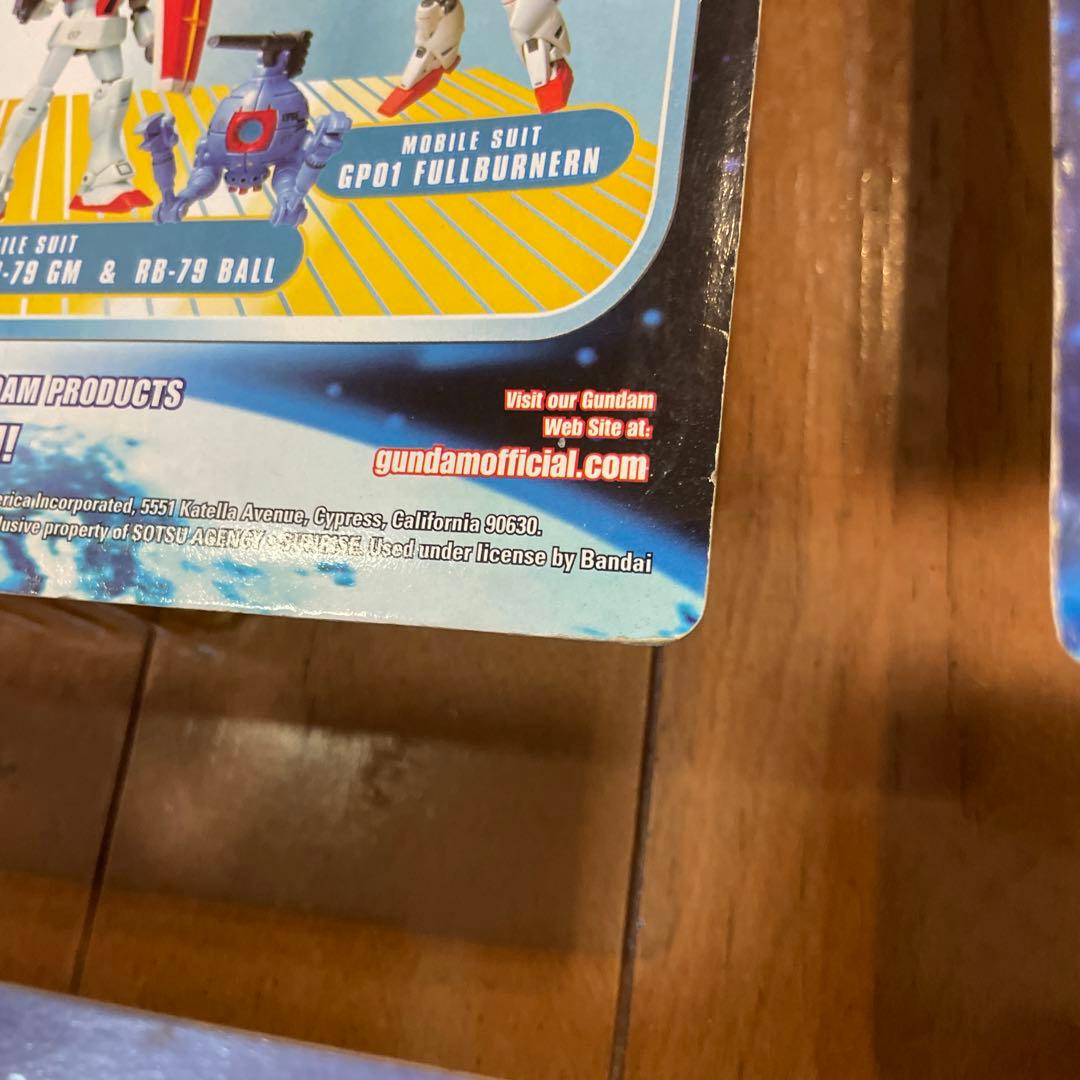 MOBILE SUIT
GP01 FULLBURNERN
ILE SUIT
-79 GM & RB-79 BALL
AM PRODUCTS
!
Visit our Gundam
Web Site at:
gundamofficial.com
erica Incorporated, 5551 Katella Avenue, Cypress, California 90630.
lusive property of SOTSU AGENCY • SUNRISE. Used under license by Bandai